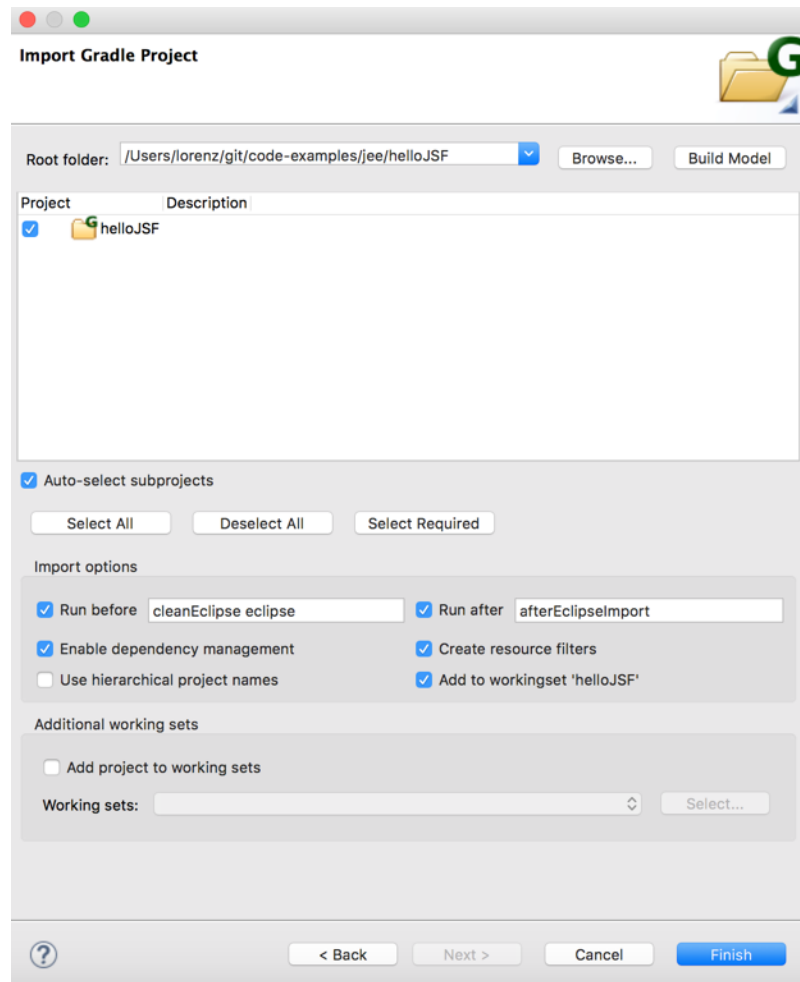 Import Gradle Project
G
Root folder: /Users/lorenz/git/code-examples/jee/helloJSF Browse... Build Model
Project Description
G helloJSF
Auto-select subprojects
Select All Deselect All Select Required
Import options
Run before cleanEclipse eclipse Run after afterEclipseImport
Enable dependency management Create resource filters
Use hierarchical project names Add to workingset 'helloJSF'
Additional working sets
Add project to working sets
Working sets: Select...
? < Back Next > Cancel Finish